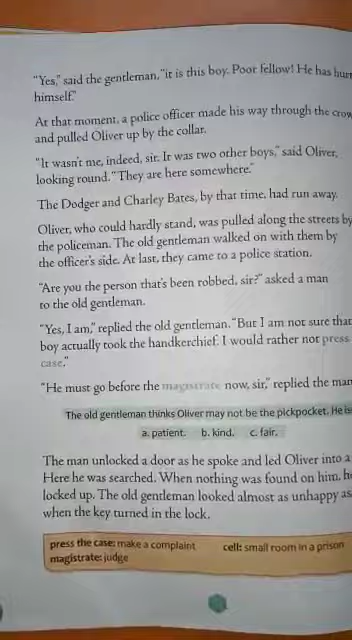 "Yes," said the gentleman, "it is this boy. Poor fellow! He has hurt
himself."
At that moment, a police officer made his way through the
and pulled Oliver up by the collar.
"It wasn't me, indeed, sir. It was two other boys," said Oliver,
looking round. "They are here somewhere."
The Dodger and Charley Bates, by that time, had run away.
Oliver, who could hardly stand, was pulled along the streets by
the policeman. The old gentleman walked on with them by
the officer's side. At last, they came to a police station.
"Are you the person that's been robbed, sir?" asked a man
to the old gentleman.
"Yes, I am," replied the old gentleman. "But I am not sure that
boy actually took the handkerchief. I would rather not press
case."
"He must go before the magistrate now, sir," replied the man
The old gentleman thinks Oliver may not be the pickpocket. He is
a. patient. b. kind. c. fair.
The man unlocked a door as he spoke and led Oliver into a
Here he was searched. When nothing was found on him,
locked up. The old gentleman looked almost as unhappy as
when the key turned in the lock.
press the case: make a complaint cell: small room in a prison
magistrate: judge